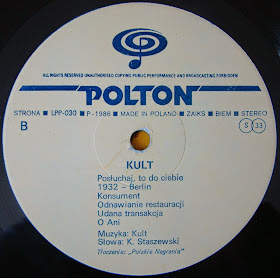 ALL RIGHTS RESERVED UNAUTHORISED COPYING PUBLIC PERFORMANCE AND BROADCASTING FORBIDDEN
POLTON
STRONA ■ LPP-030 ■ P-1986 ■ MADE IN POLAND ■ ZAIKS ■ BIEM ■ STEREO
B
S 33
KULT
Posłuchaj, to do ciebie
1932 – Berlin
Konsument
Odnawianie restauracji
Udana transakcja
O Ani
Muzyka: Kult
Słowa: K. Staszewski
Tłoczenie: „Polskie Nagrania"